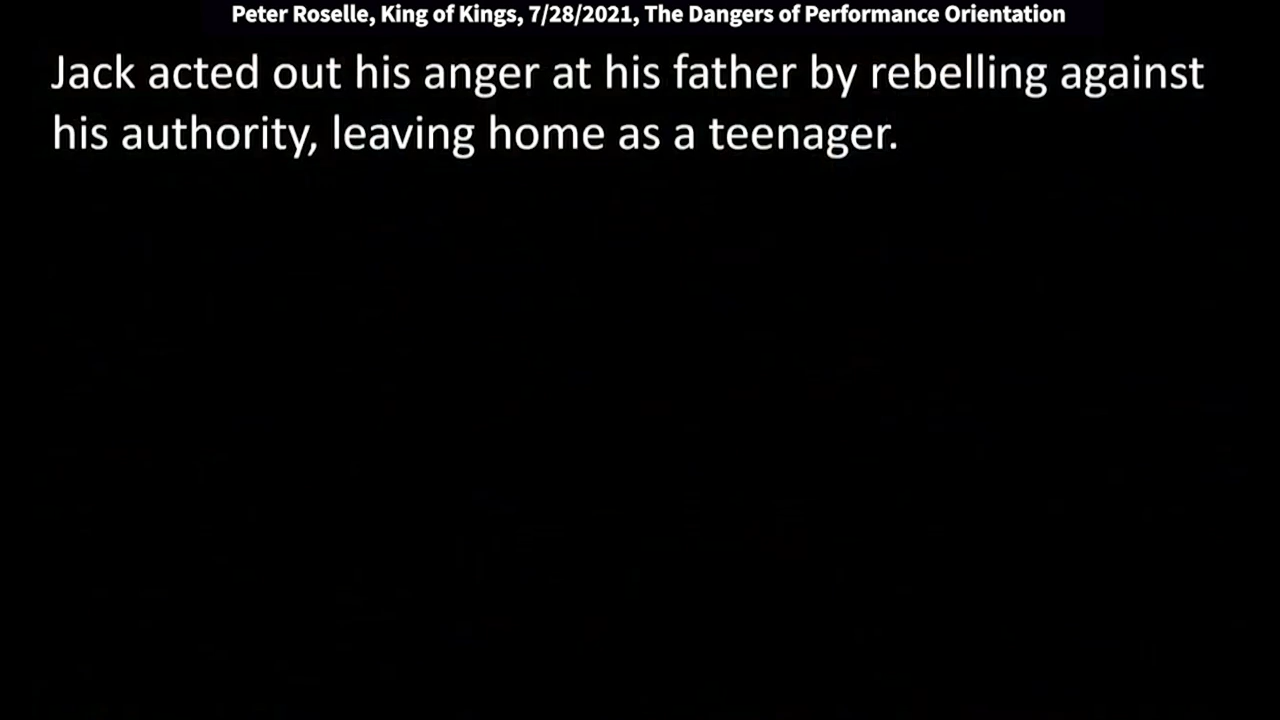 Peter Roselle, King of Kings, 7/28/2021, The Dangers of Performance Orientation
Jack acted out his anger at his father by rebelling against
his authority, leaving home as a teenager.